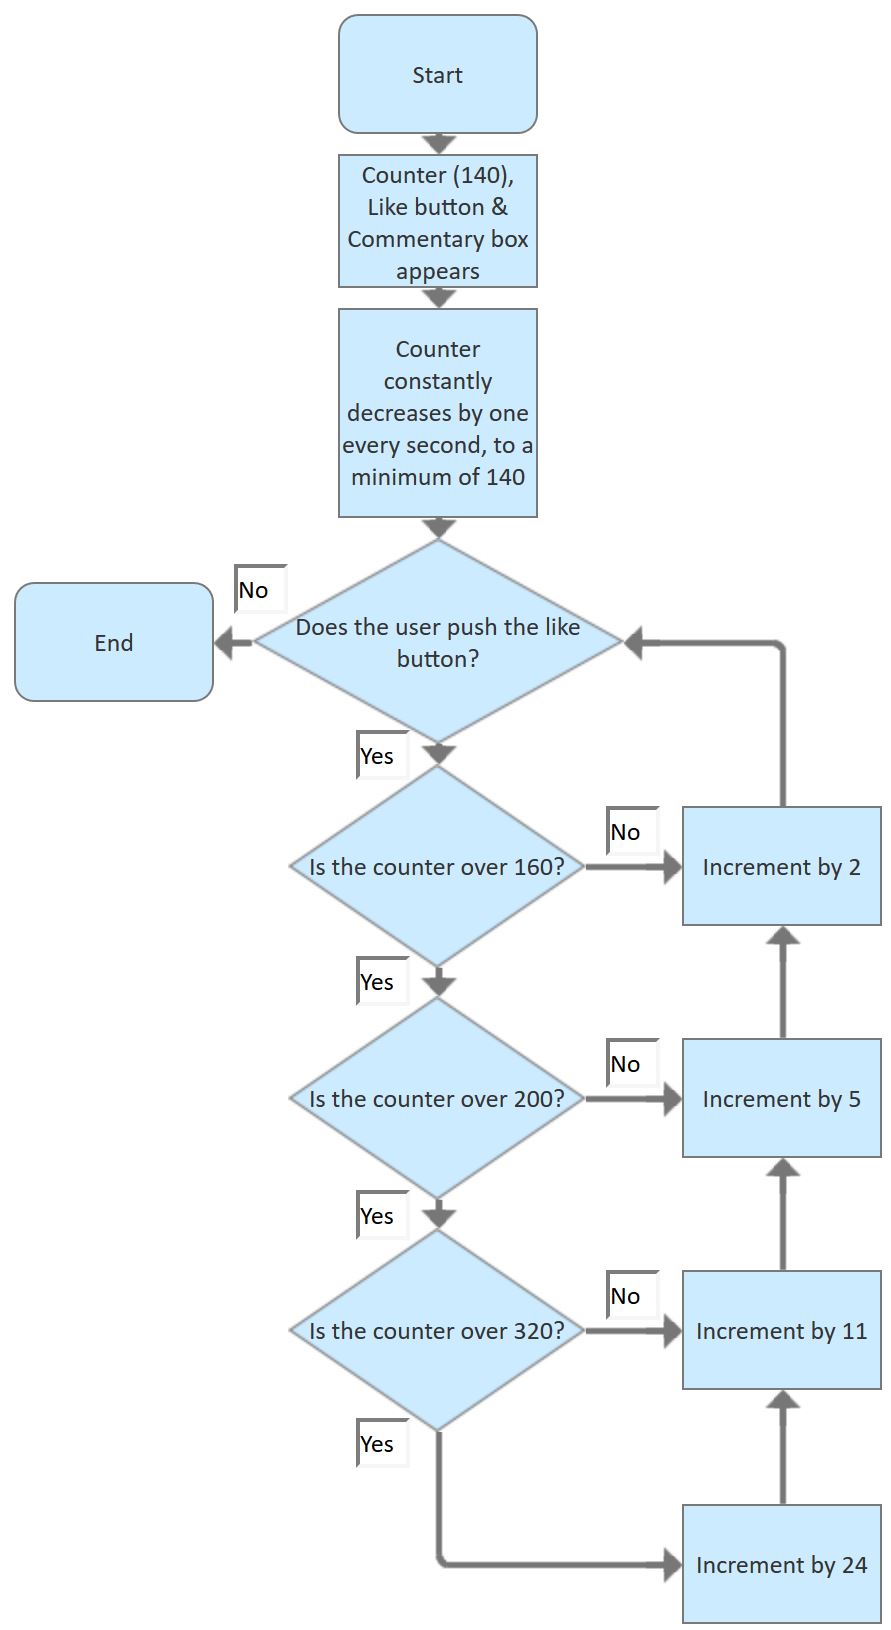 Start
Counter (140),
Like button &
Commentary box
appears
Counter
constantly
decreases by one
every second, to a
minimum of 140
No
End
Does the user push the like
button?
Yes
Is the counter over 160?
No
Increment by 2
Yes
Is the counter over 200?
No
Increment by 5
Yes
Is the counter over 320?
No
Increment by 11
Yes
Increment by 24